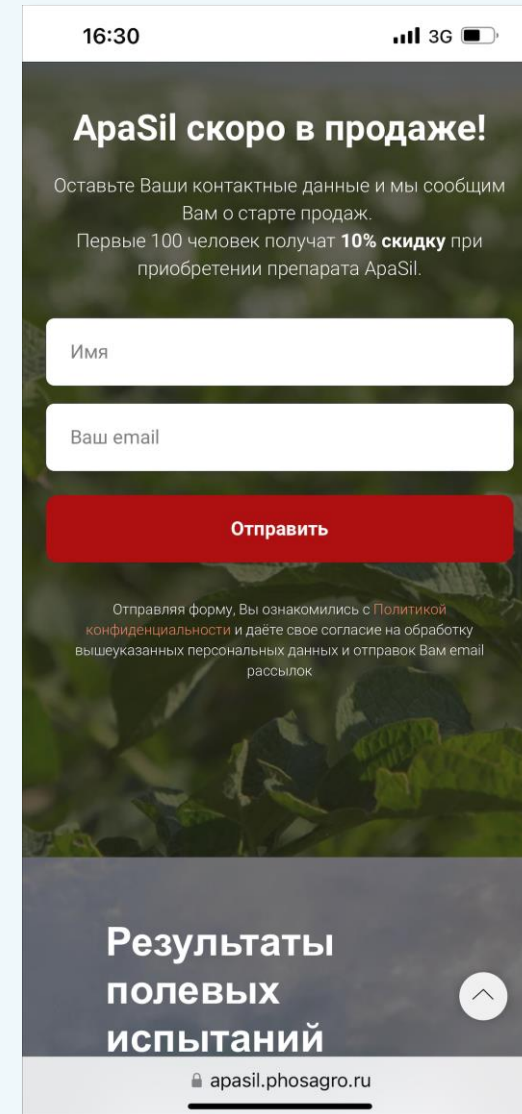 16:30
3G
ApaSil скоро в продаже!
Оставьте Ваши контактные данные и мы сообщим
Вам о старте продаж.
Первые 100 человек получат 10% скидку при
приобретении препарата ApaSil.
Имя
Ваш email
Отправить
Отправляя форму, Вы ознакомились с Политикой
конфиденциальности и даёте свое согласие на обработку
вышеуказанных персональных данных и отправок Вам email
рассылок
Результаты
полевых
испытаний
apasil.phosagro.ru